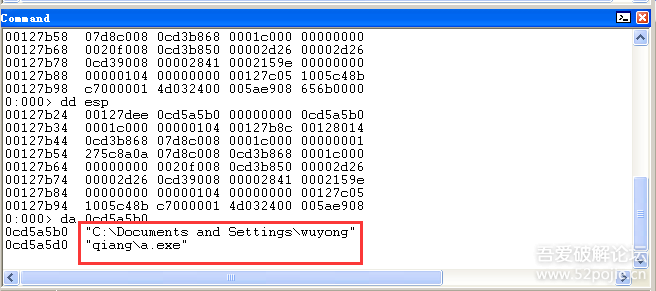 Command
00127b58  07d8c008 0cd3b868 0001c000 00000000
00127b68  0020f008 0cd3b850 00002d26 00002d26
00127b78  0cd39008 00002841 0002159e 00000000
00127b88  00000104 00000000 00127c05 1005c48b
00127b98  c7000001 4d032400 005ae908 656b0000
0:000> dd esp
00127b24  00127dee 0cd5a5b0 00000000 0cd5a5b0
00127b34  0001c000 00000104 00127b8c 00128014
00127b44  0cd3b868 07d8c008 0001c000 00000001
00127b54  275c8a0a 07d8c008 0cd3b868 0001c000
00127b64  00000000 0020f008 0cd3b850 00002d26
00127b74  00002d26 0cd39008 00002841 0002159e
00127b84  00000000 00000104 00000000 00127c05
00127b94  1005c48b c7000001 4d032400 005ae908
0:000> da 0cd5a5b0
0cd5a5b0  "C:\Documents and Settings\wuyong"
0cd5a5d0  "qiang\a.exe"
吾爱破解论坛
www.52pojie.cn